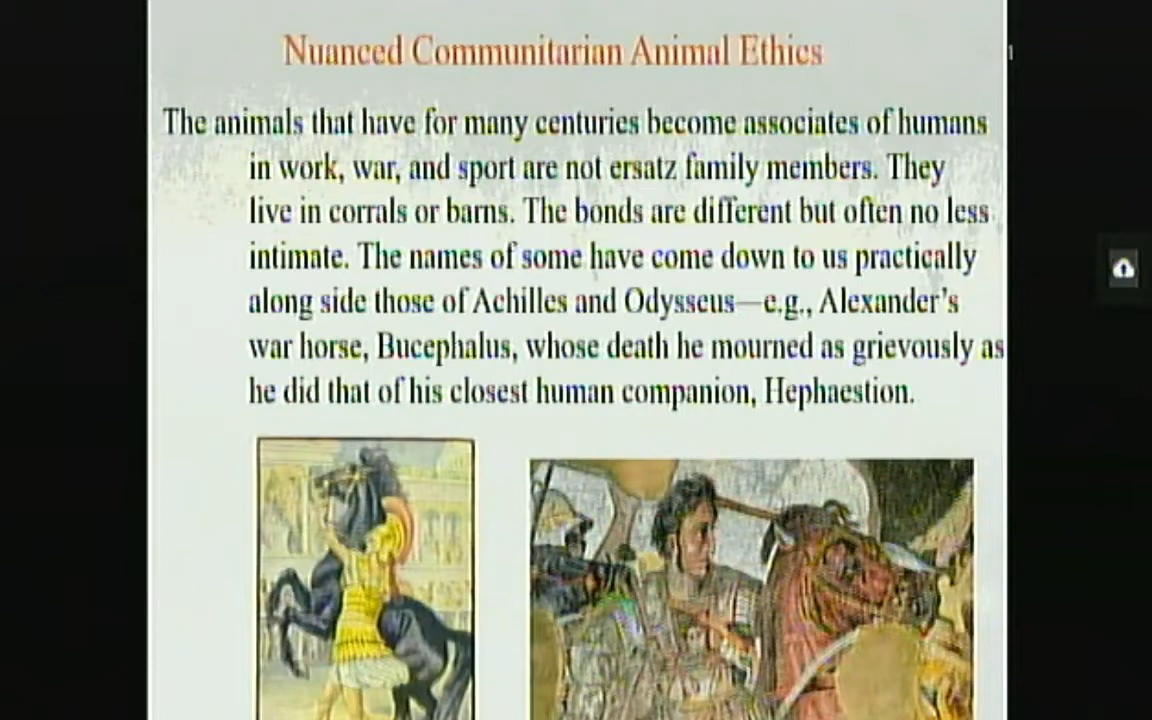 Nuanced Communitarian Animal Ethics
The animals that have for many centuries become associates of humans
in work, war, and sport are not ersatz family members. They
live in corrals or barns. The bonds are different but often no less
intimate. The names of some have come down to us practically
along side those of Achilles and Odysseus—e.g., Alexander's
war horse, Bucephalus, whose death he mourned as grievously as
he did that of his closest human companion, Hephaestion.